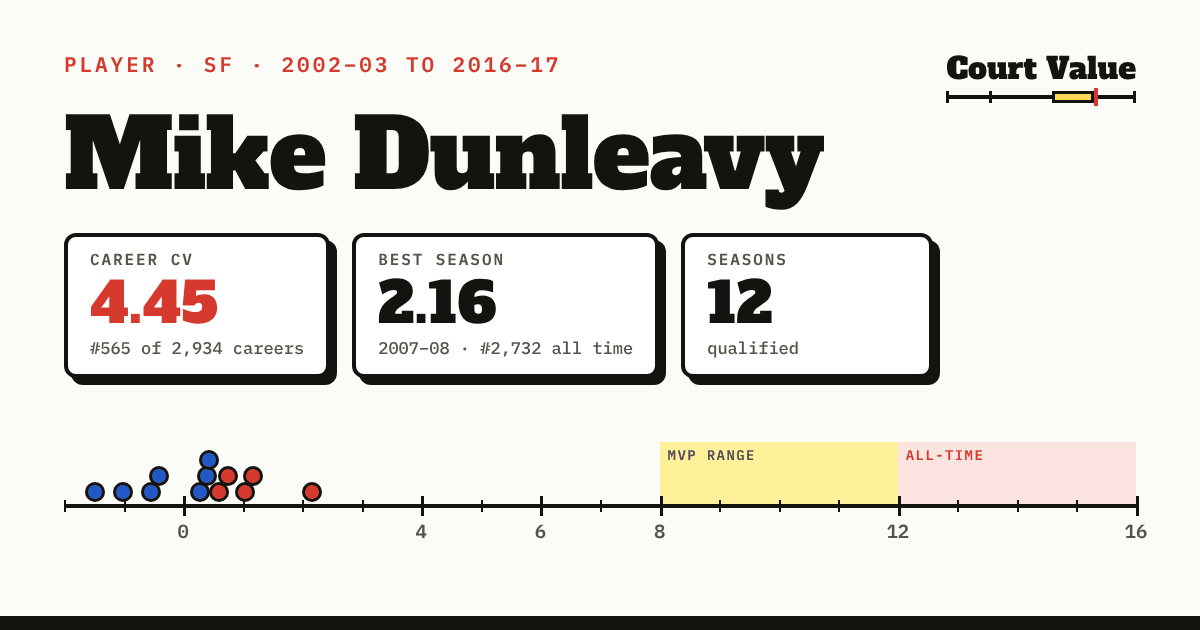 PLAYER · SF · 2002–03 TO 2016–17
Court Value
Mike Dunleavy
CAREER CV
4.45
#565 of 2,934 careers
BEST SEASON
2.16
2007–08 · #2,732 all time
SEASONS
12
qualified
MVP RANGE
ALL-TIME
0 4 6 8 12 16